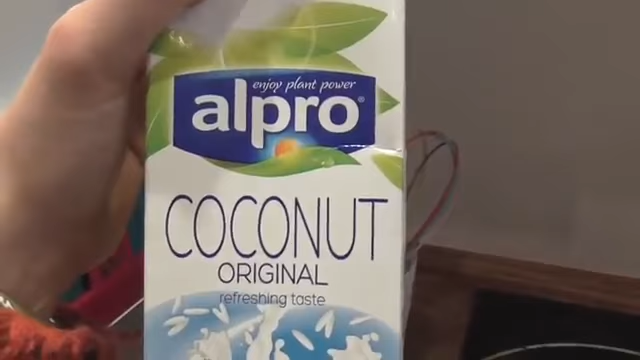 enjoy plant power
alpro®
COCONUT
ORIGINAL
refreshing taste